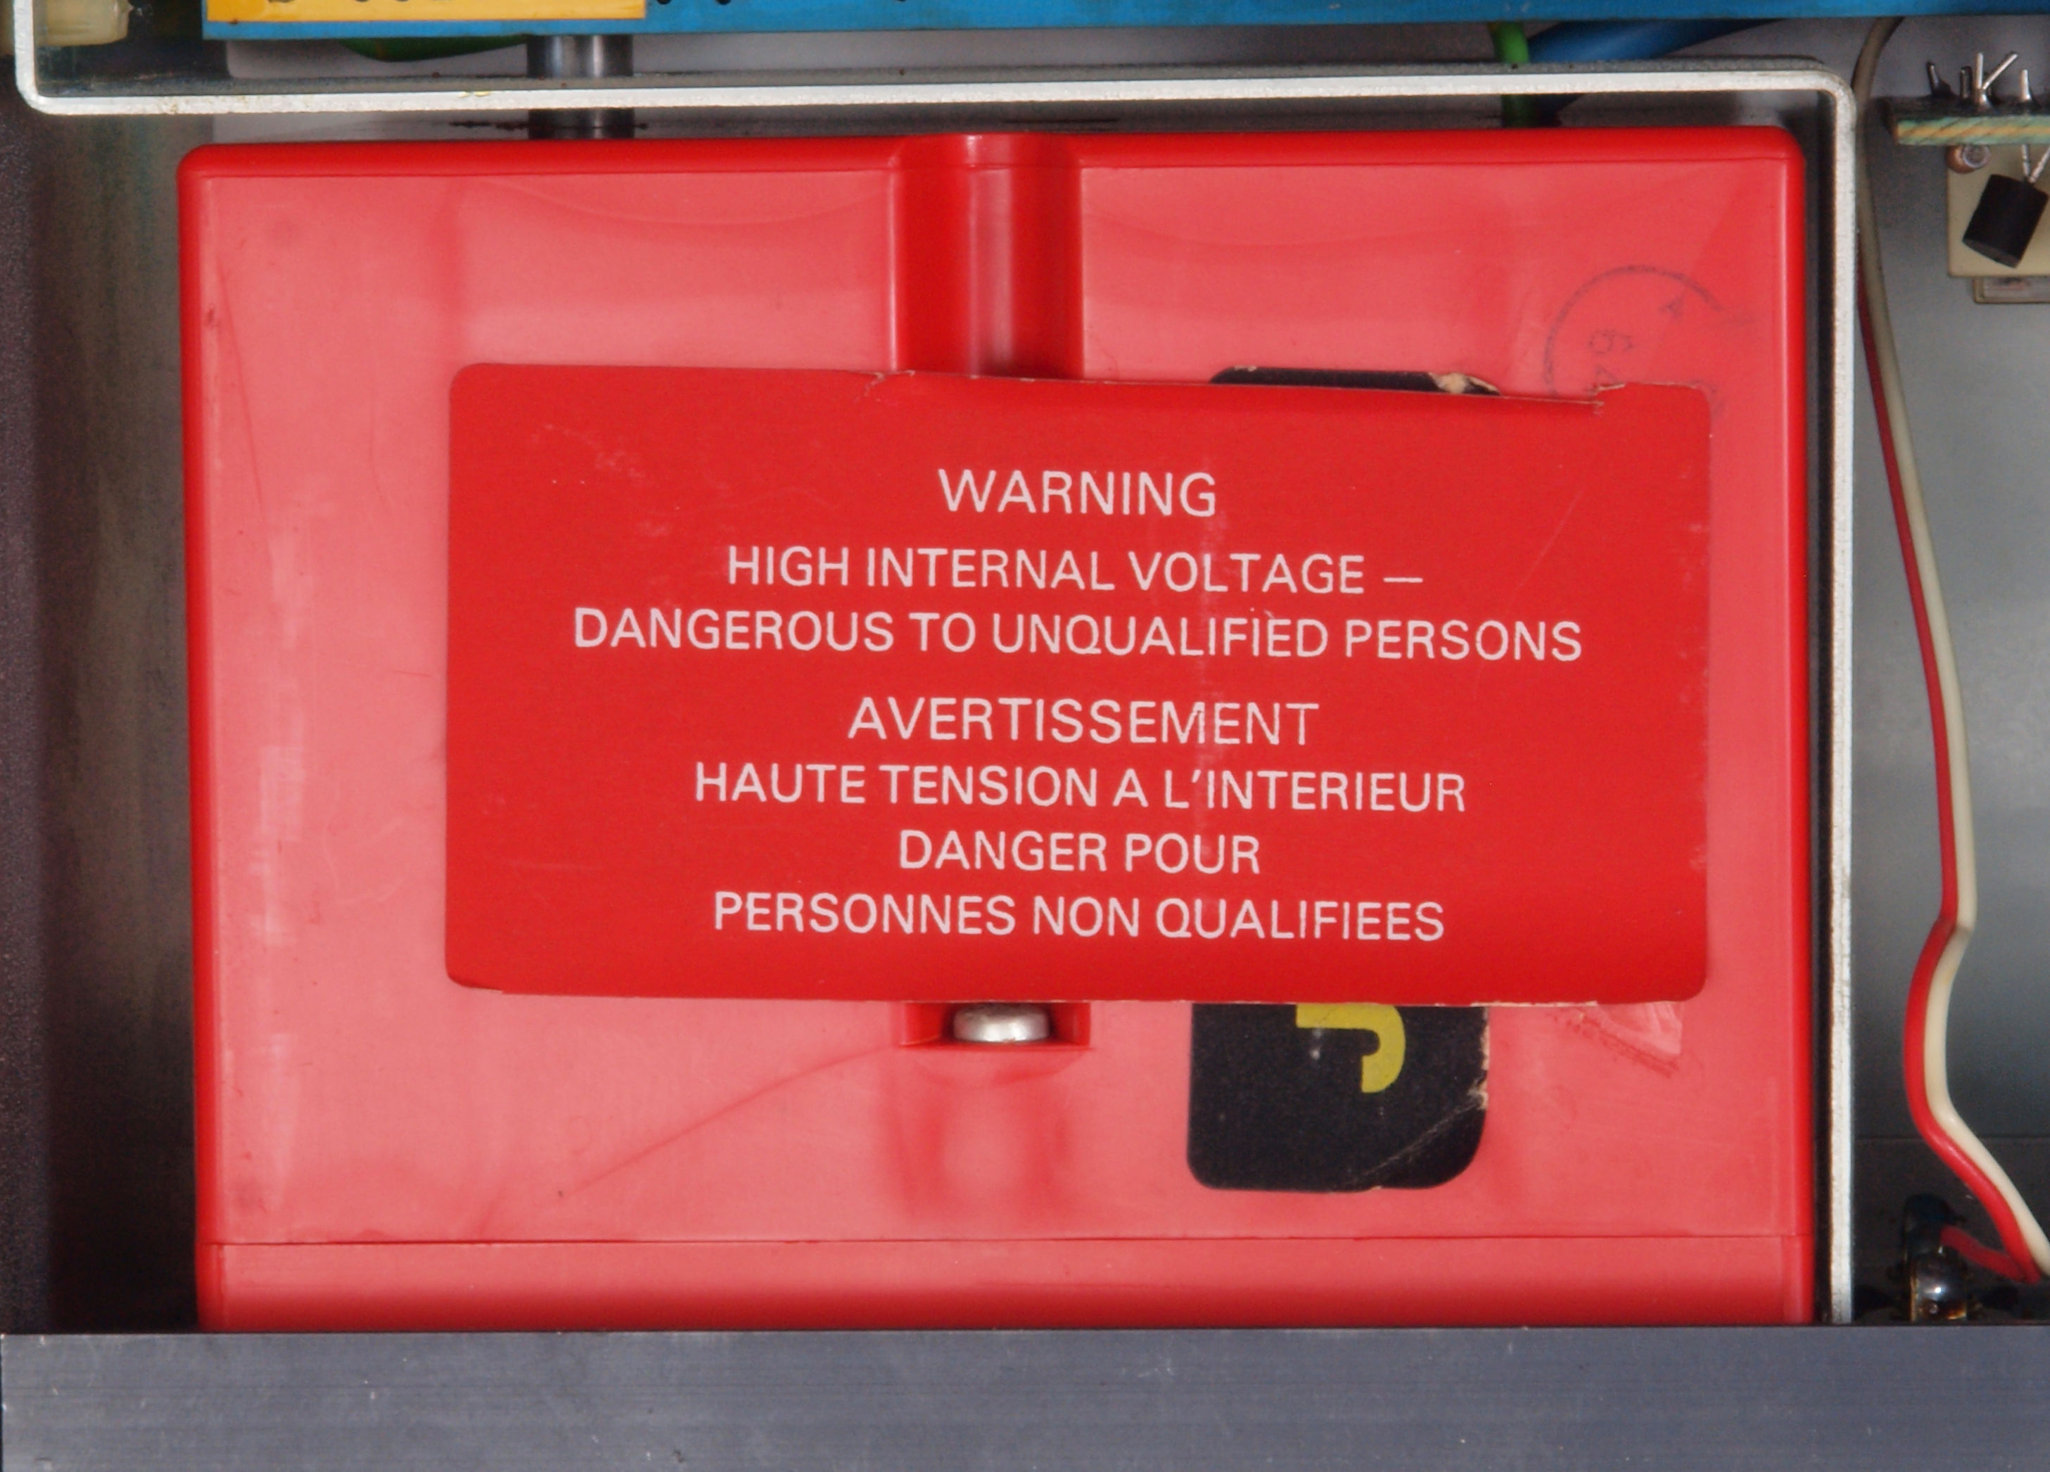 WARNING
HIGH INTERNAL VOLTAGE —
DANGEROUS TO UNQUALIFIED PERSONS
AVERTISSEMENT
HAUTE TENSION A L'INTERIEUR
DANGER POUR
PERSONNES NON QUALIFIEES